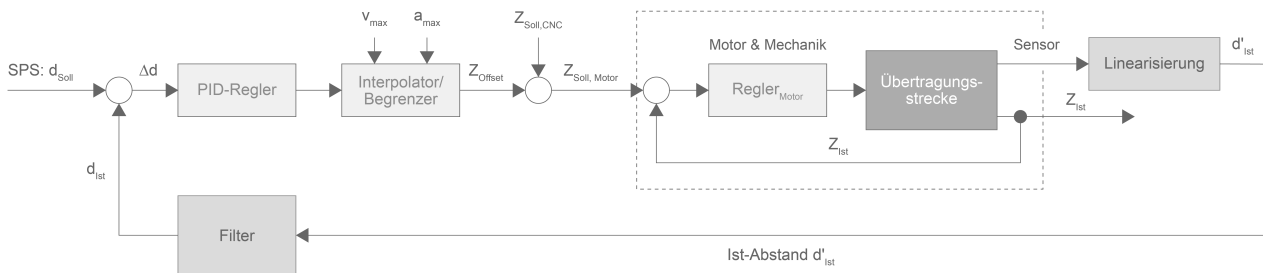 v_max
a_max
Z_Soll,CNC
Motor & Mechanik
Sensor
d'_Ist
SPS: d_Soll
Δd
PID-Regler
Interpolator/
Begrenzer
Z_Offset
Z_Soll, Motor
Regler_Motor
Übertragungs-
strecke
Linearisierung
Z_Ist
Z_Ist
d_Ist
Filter
Ist-Abstand d'_Ist